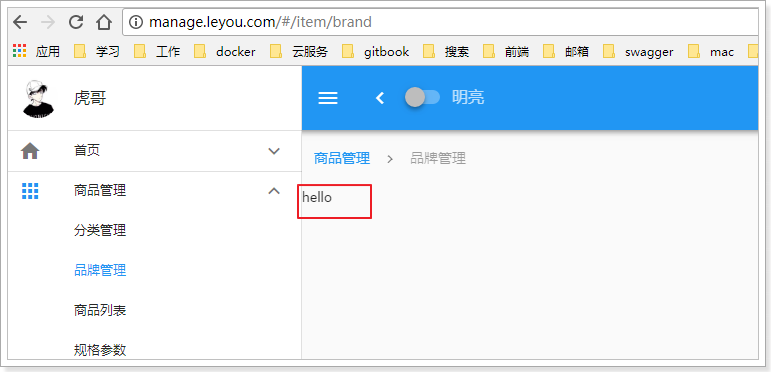 manage.leyou.com/#/item/brand
应用 学习 工作 docker 云服务 gitbook 搜索 前端 邮箱 swagger mac
虎哥
明亮
首页
商品管理 > 品牌管理
商品管理
hello
分类管理
品牌管理
商品列表
规格参数